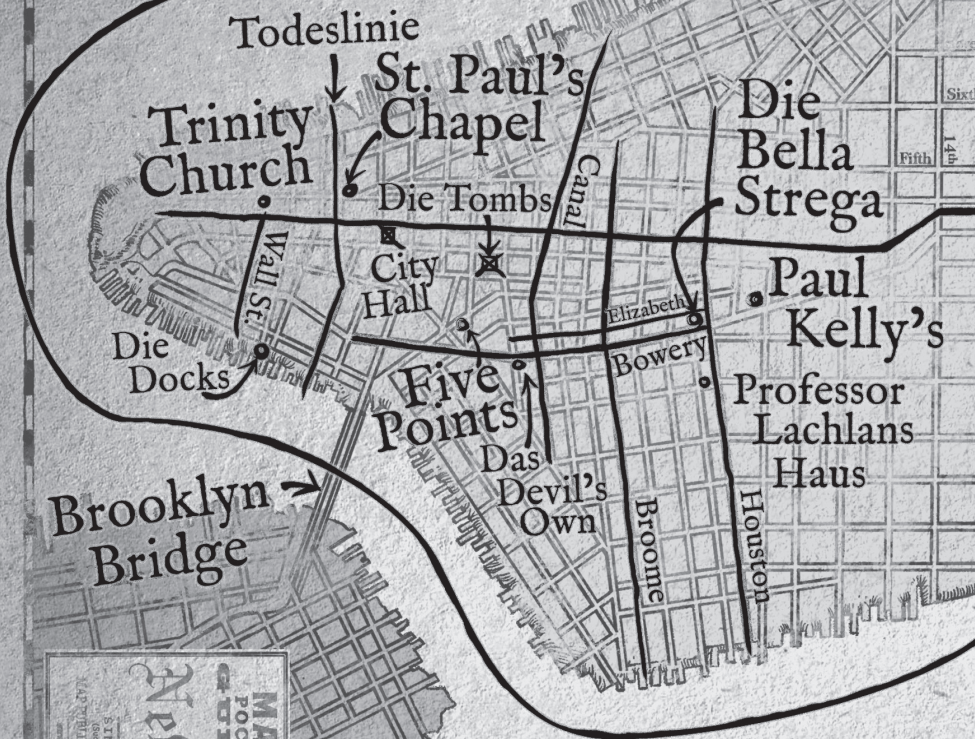 Todeslinie
St. Paul's
Chapel
Trinity
Church
Die Tombs
Canal
Die
Bella
Strega
Sixth
Fifth
14th
Wall St.
City
Hall
Elizabeth
Bowery
Paul
Kelly's
Die
Docks
Five
Points
Das
Devil's
Own
Professor
Lachlans
Haus
Brooklyn
Bridge
Broome
Houston